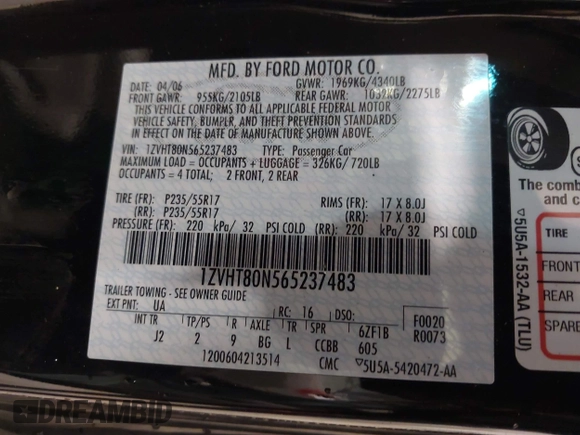 MFD. BY FORD MOTOR CO.
DATE: 04/06 GVWR: 1969KG/4340LB
FRONT GAWR: 955KG/2105LB REAR GAWR: 1032KG/2275LB
THIS VEHICLE CONFORMS TO ALL APPLICABLE FEDERAL MOTOR
VEHICLE SAFETY, BUMPER, AND THEFT PREVENTION STANDARDS IN
EFFECT ON THE DATE OF MANUFACTURE SHOWN ABOVE.
VIN: 1ZVHT80N565237483 TYPE: Passenger Car
MAXIMUM LOAD = OCCUPANTS + LUGGAGE = 326KG/ 720LB
OCCUPANTS = 4 TOTAL; 2 FRONT, 2 REAR
TIRE (FR): P235/55R17 RIMS (FR): 17 X 8.0J
(RR): P235/55R17 (RR): 17 X 8.0J
PRESSURE (FR): 220 kPa/ 32 PSI COLD (RR): 220 kPa/ 32 PSI COLD
1ZVHT80N565237483
TRAILER TOWING - SEE OWNER GUIDE
EXT PNT: UA RC: 16 DSO:
INT TR TP/PS R AXLE TR SPR 6ZF1B F0020
J2 2 9 BG L CCBB 605 R0073
1200604213514 CMC ▽5U5A-5420472-AA
▽5U5A-1532-AA (TLU)
The comb
TIRE
FRONT
REAR
SPARE
DREAMBID